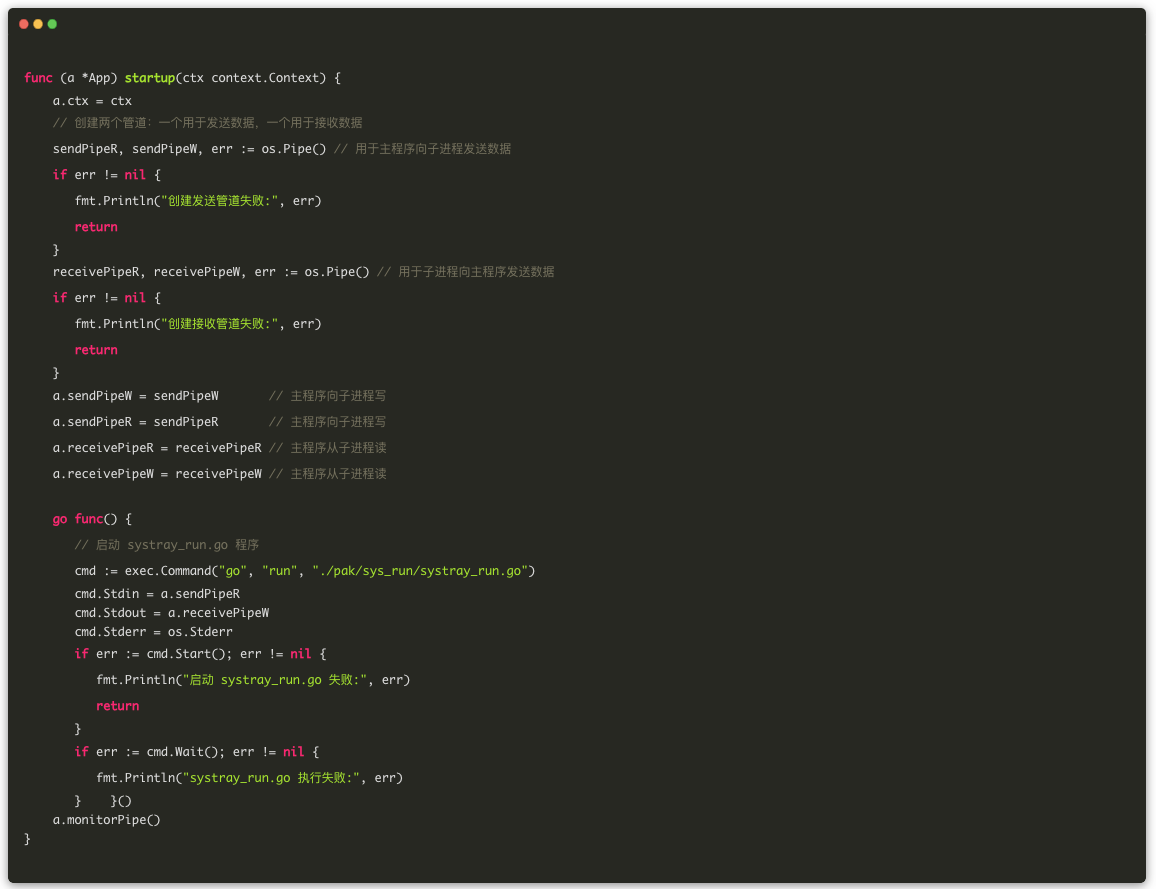 func (a *App) startup(ctx context.Context) {
    a.ctx = ctx
    // 创建两个管道：一个用于发送数据，一个用于接收数据
    sendPipeR, sendPipeW, err := os.Pipe() // 用于主程序向子进程发送数据
    if err != nil {
       fmt.Println("创建发送管道失败:", err)
       return
    }
    receivePipeR, receivePipeW, err := os.Pipe() // 用于子进程向主程序发送数据
    if err != nil {
       fmt.Println("创建接收管道失败:", err)
       return
    }
    a.sendPipeW = sendPipeW       // 主程序向子进程写
    a.sendPipeR = sendPipeR       // 主程序向子进程写
    a.receivePipeR = receivePipeR // 主程序从子进程读
    a.receivePipeW = receivePipeW // 主程序从子进程读

    go func() {
       // 启动 systray_run.go 程序
       cmd := exec.Command("go", "run", "./pak/sys_run/systray_run.go")
       cmd.Stdin = a.sendPipeR
       cmd.Stdout = a.receivePipeW
       cmd.Stderr = os.Stderr
       if err := cmd.Start(); err != nil {
          fmt.Println("启动 systray_run.go 失败:", err)
          return
       }
       if err := cmd.Wait(); err != nil {
          fmt.Println("systray_run.go 执行失败:", err)
       }    }()
    a.monitorPipe()
}